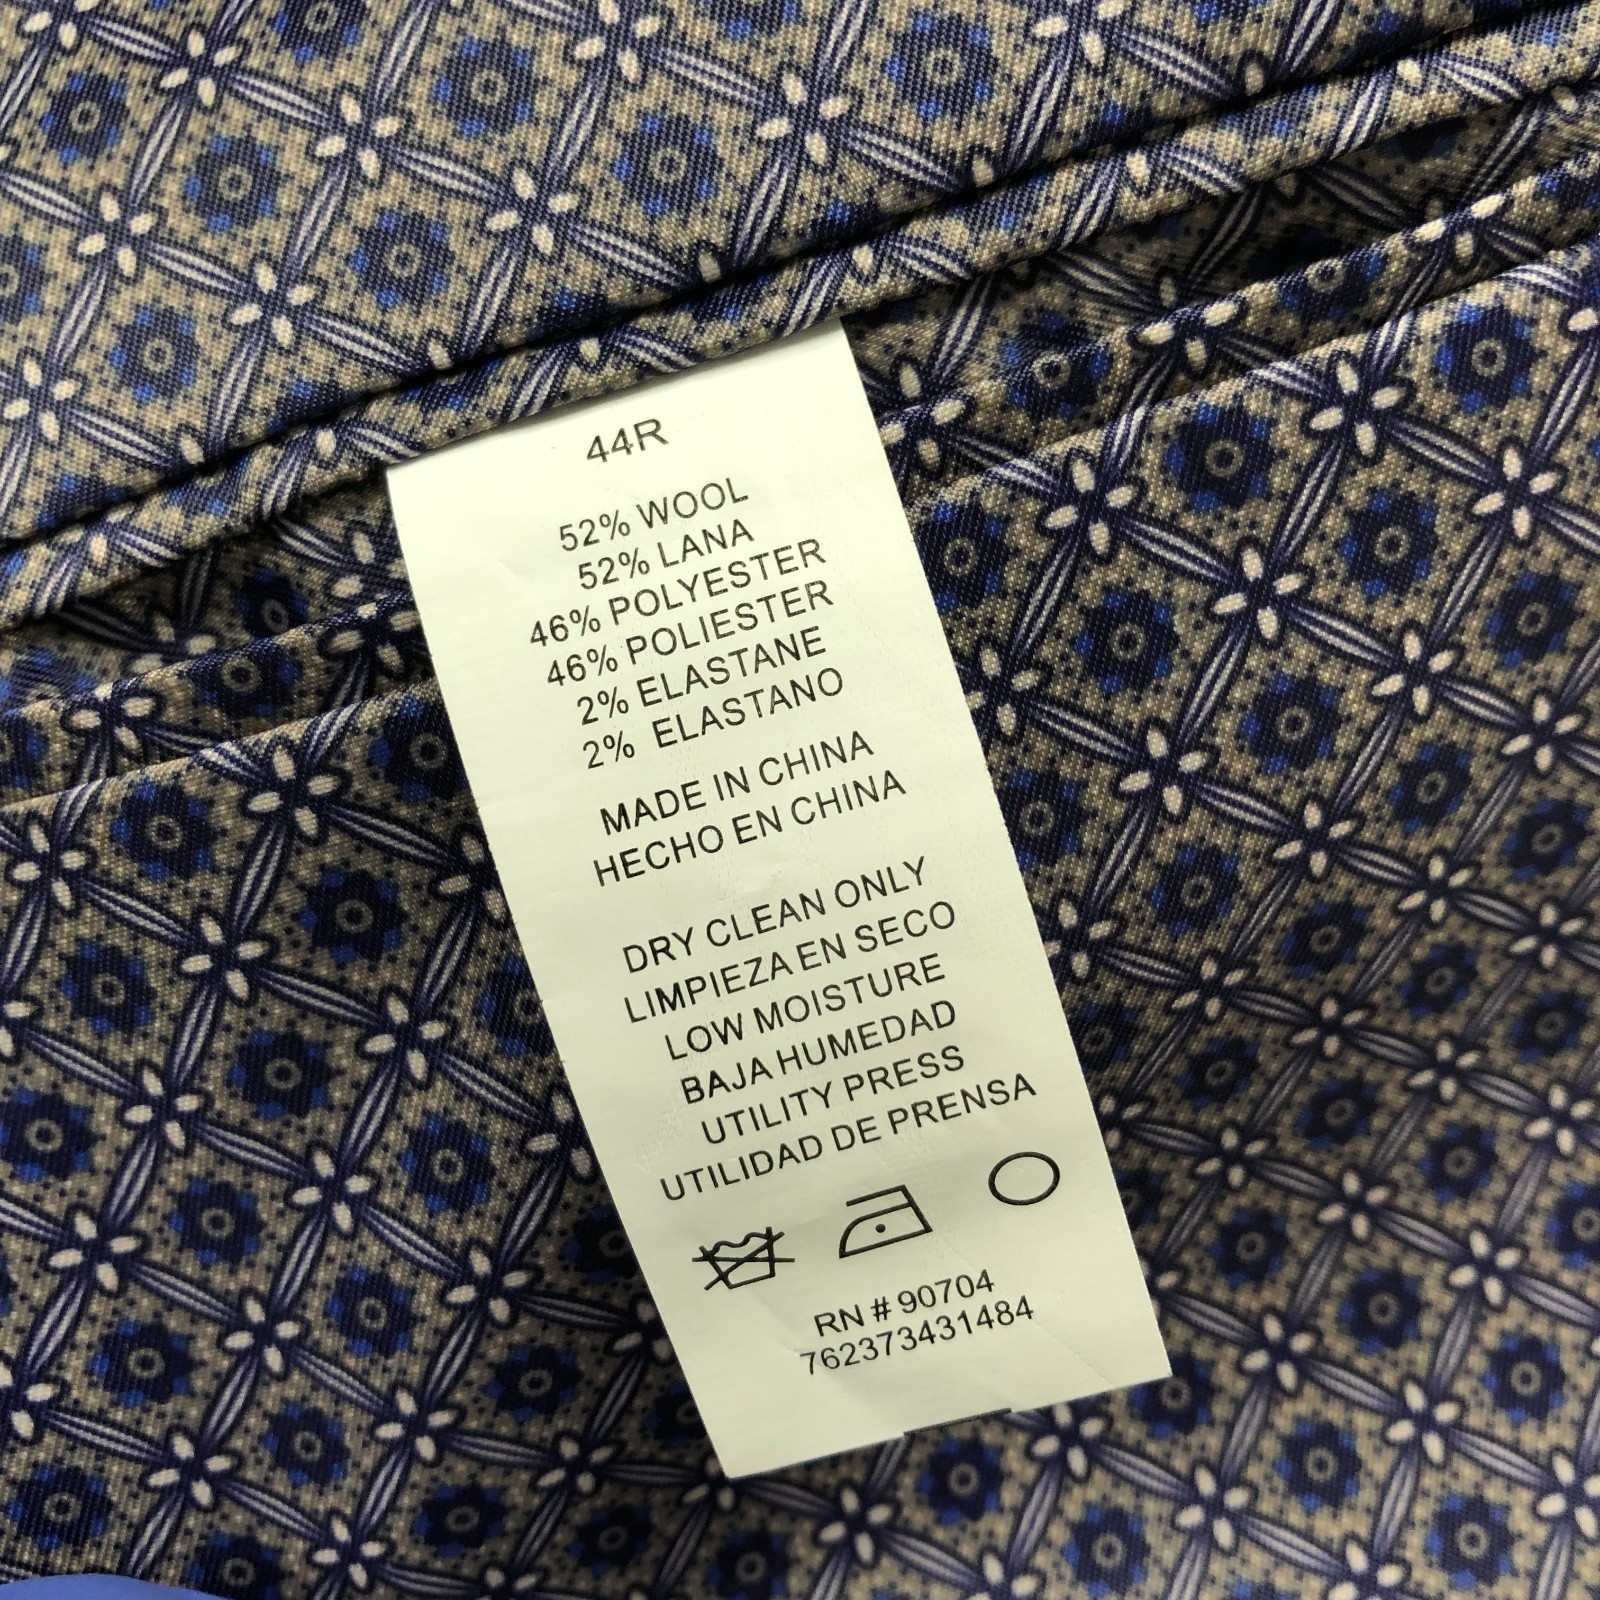 44R
52% WOOL
52% LANA
46% POLYESTER
46% POLIESTER
2% ELASTANE
2% ELASTANO
MADE IN CHINA
HECHO EN CHINA
DRY CLEAN ONLY
LIMPIEZA EN SECO
LOW MOISTURE
BAJA HUMEDAD
UTILITY PRESS
UTILIDAD DE PRENSA
RN # 90704
762373431484